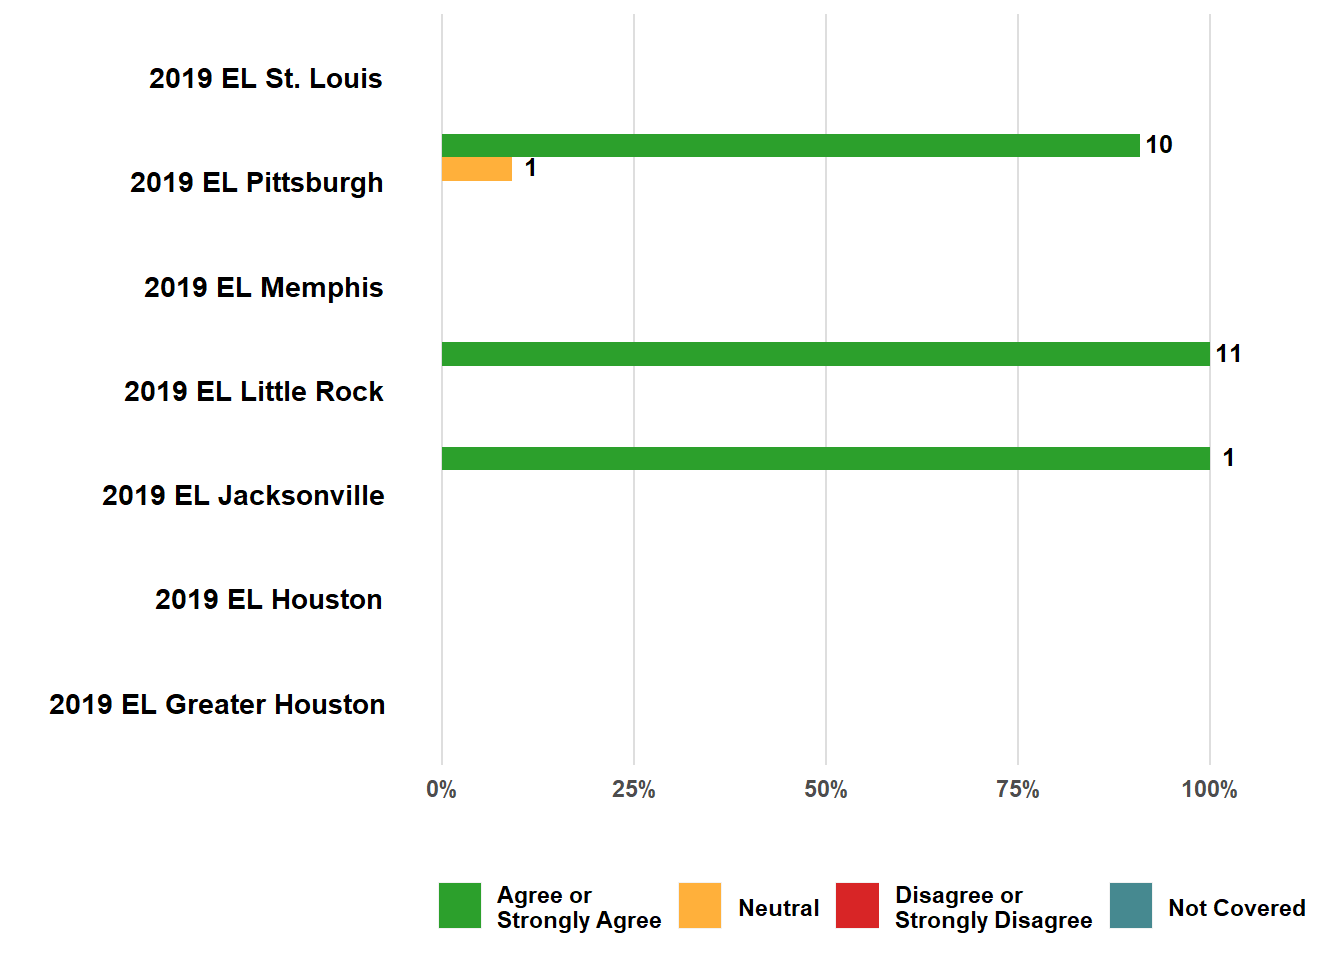 2019 EL St. Louis
10
1
2019 EL Pittsburgh
2019 EL Memphis
11
2019 EL Little Rock
1
2019 EL Jacksonville
2019 EL Houston
2019 EL Greater Houston
0% 25% 50% 75% 100%
Agree or
Strongly Agree
Neutral
Disagree or
Strongly Disagree
Not Covered